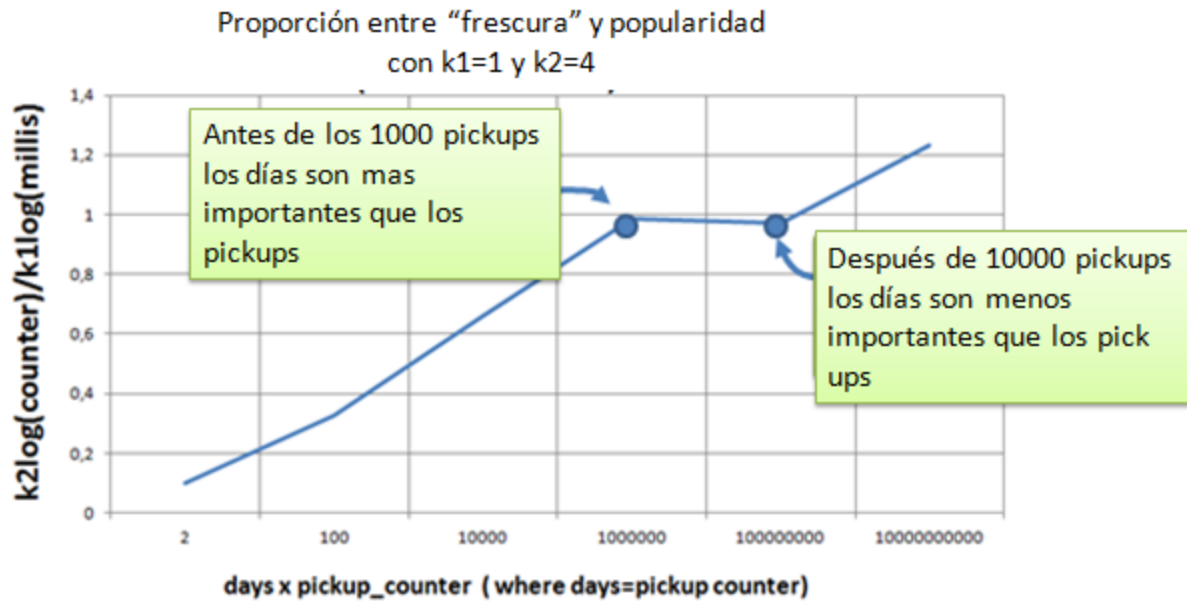 Proporción entre “frescura” y popularidad
con k1=1 y k2=4
k2log(counter)/k1log(millis)
1,4
1,2
1
0,8
0,6
0,4
0,2
0
Antes de los 1000 pickups
los días son mas
importantes que los
pickups
Después de 10000 pickups
los días son menos
importantes que los pick
ups
2
100
10000
1000000
100000000
10000000000
days x pickup_counter ( where days=pickup counter)